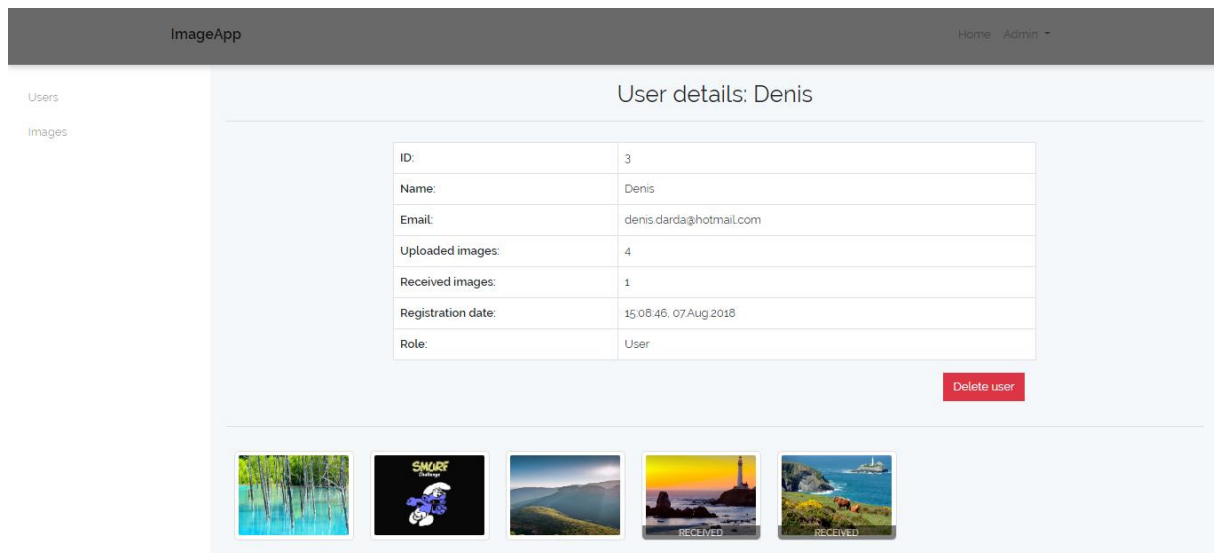 ImageApp
Home Admin
Users
Images
User details: Denis
ID: 3
Name: Denis
Email: denis.darda@hotmail.com
Uploaded images: 4
Received images: 1
Registration date: 15:08:46, 07.Aug.2018
Role: User
Delete user
SMURF
Challenge
RECEIVED
RECEIVED